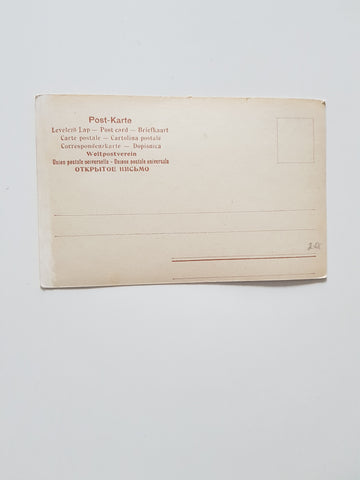 Post-Karte
Levelező Lap — Post card — Briefkaart
Carte postale — Cartolina postale
Correspondenzkarte — Dopisnica
Weltpostverein
Union postale universelle - Unione postale universale
ОТКРЫТОЕ ПИСЬМО